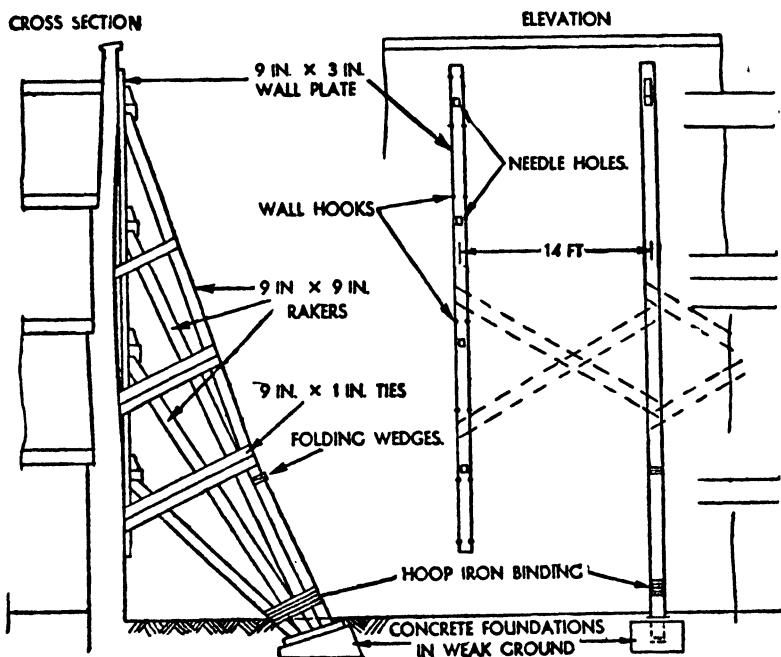 CROSS SECTION
ELEVATION
9 IN. × 3 IN.
WALL PLATE
NEEDLE HOLES.
WALL HOOKS
14 FT
9 IN × 9 IN.
RAKERS
9 IN. × 1 IN. TIES
FOLDING WEDGES.
HOOP IRON BINDING
CONCRETE FOUNDATIONS
IN WEAK GROUND